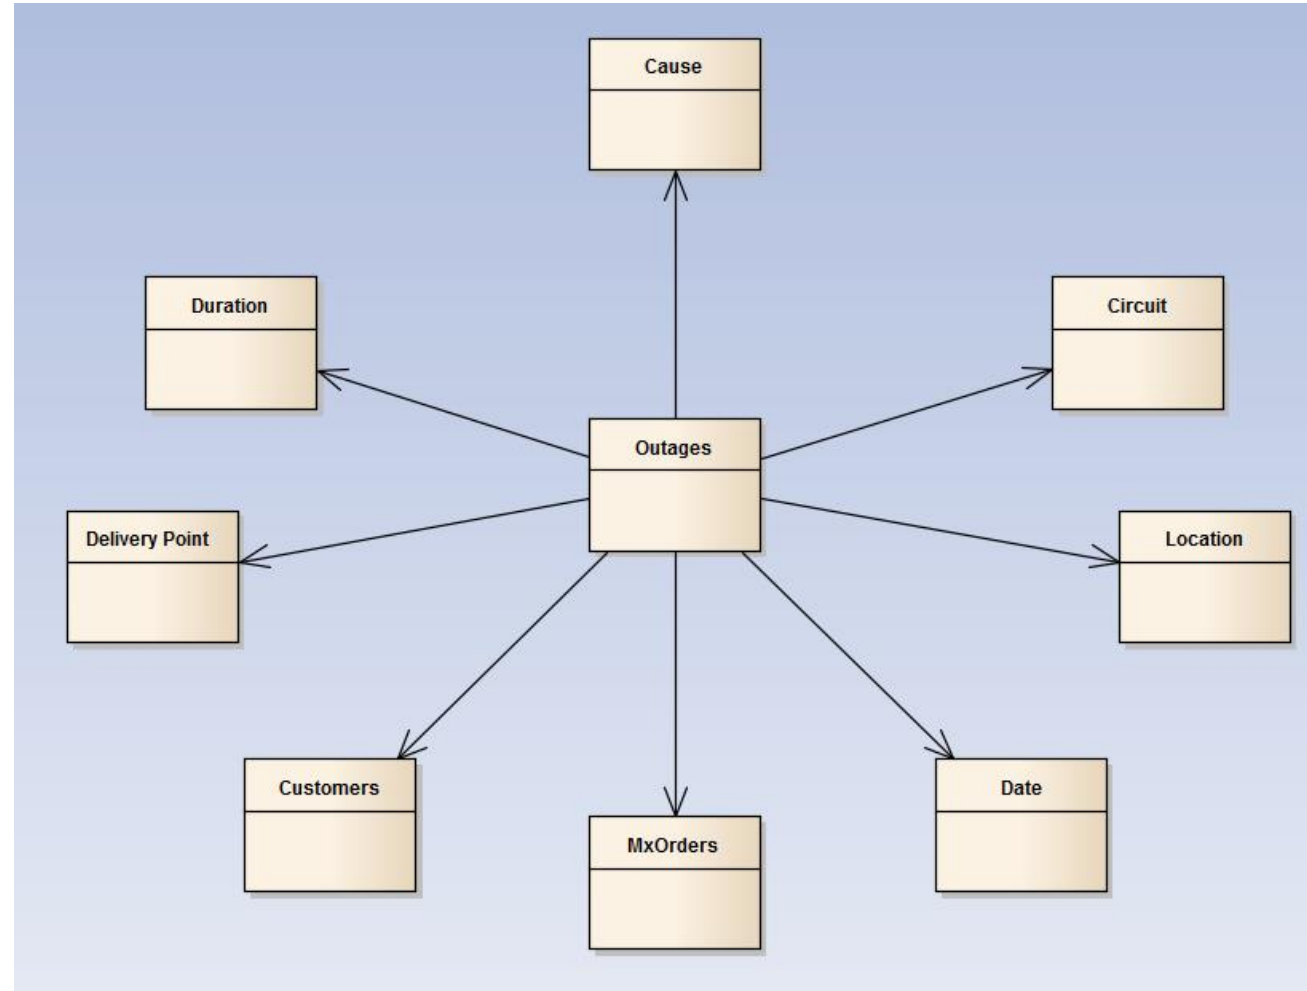 Cause
Duration
Circuit
Outages
Delivery Point
Location
Customers
Date
MxOrders